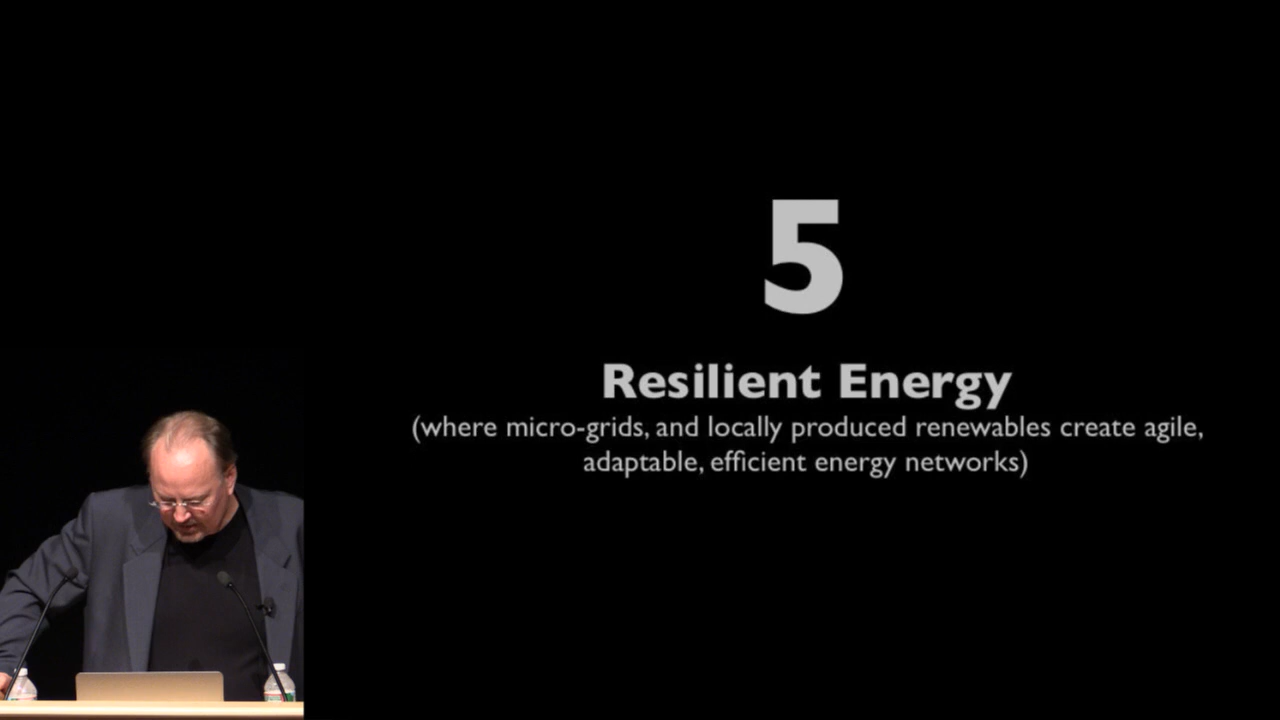 5
Resilient Energy
(where micro-grids, and locally produced renewables create agile,
adaptable, efficient energy networks)